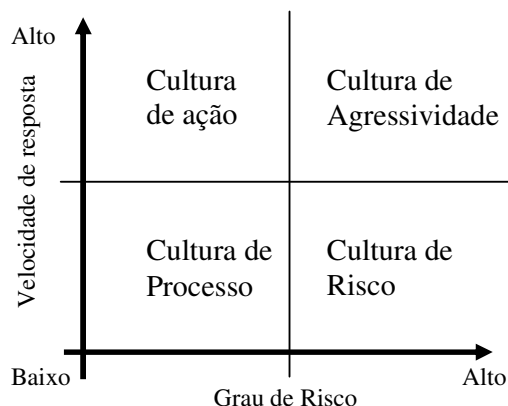 Alto
Velocidade de resposta
Cultura
de ação
Cultura de
Agressividade
Cultura de
Processo
Cultura de
Risco
Baixo
Alto
Grau de Risco